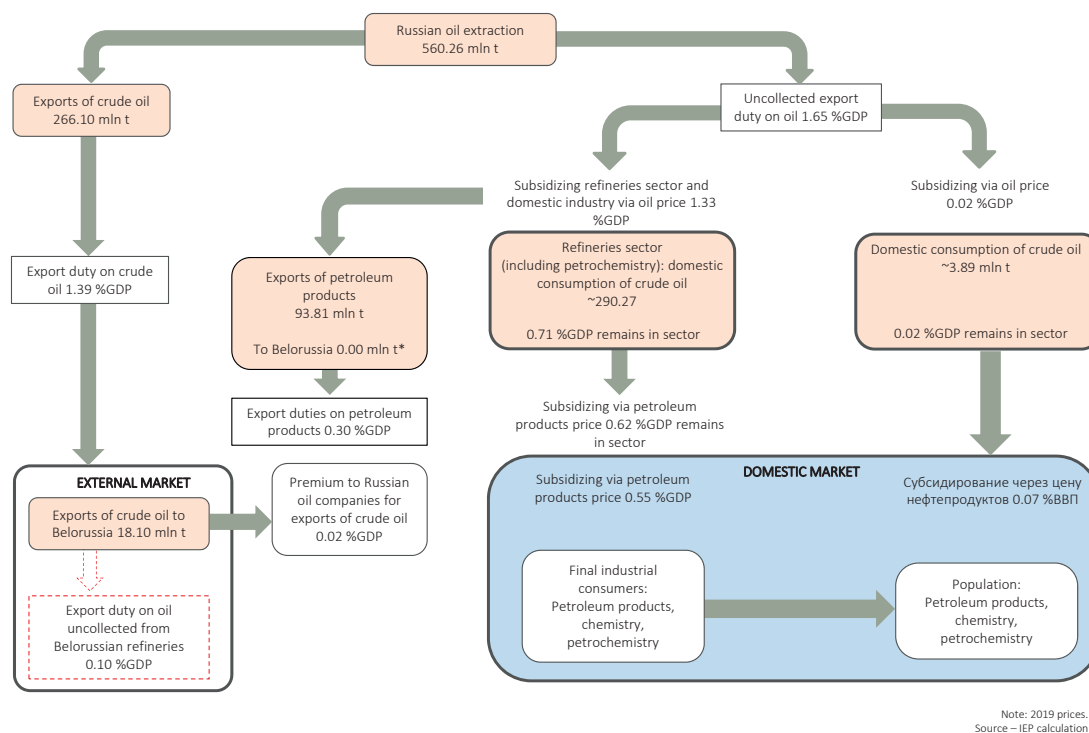 Russian oil extraction
560.26 mln t
Exports of crude oil
266.10 mln t
Uncollected export
duty on oil 1.65 %GDP
Subsidizing refineries sector and
domestic industry via oil price 1.33
%GDP
Subsidizing via oil price
0.02 %GDP
Export duty on crude
oil 1.39 %GDP
Exports of petroleum
products
93.81 mln t
To Belorussia 0.00 mln t*
Refineries sector
(including petrochemistry): domestic
consumption of crude oil
~290.27
0.71 %GDP remains in sector
Domestic consumption of crude oil
~3.89 mln t
0.02 %GDP remains in sector
Export duties on petroleum
products 0.30 %GDP
Subsidizing via petroleum
products price 0.62 %GDP remains
in sector
EXTERNAL MARKET
Exports of crude oil to
Belorussia 18.10 mln t
Export duty on oil
uncollected from
Belorussian refineries
0.10 %GDP
Premium to Russian
oil companies for
exports of crude oil
0.02 %GDP
DOMESTIC MARKET
Subsidizing via petroleum
products price 0.55 %GDP
Субсидирование через цену
нефтепродуктов 0.07 %ВВП
Final industrial
consumers:
Petroleum products,
chemistry,
petrochemistry
Population:
Petroleum products,
chemistry,
petrochemistry
Note: 2019 prices.
Source – IEP calculation